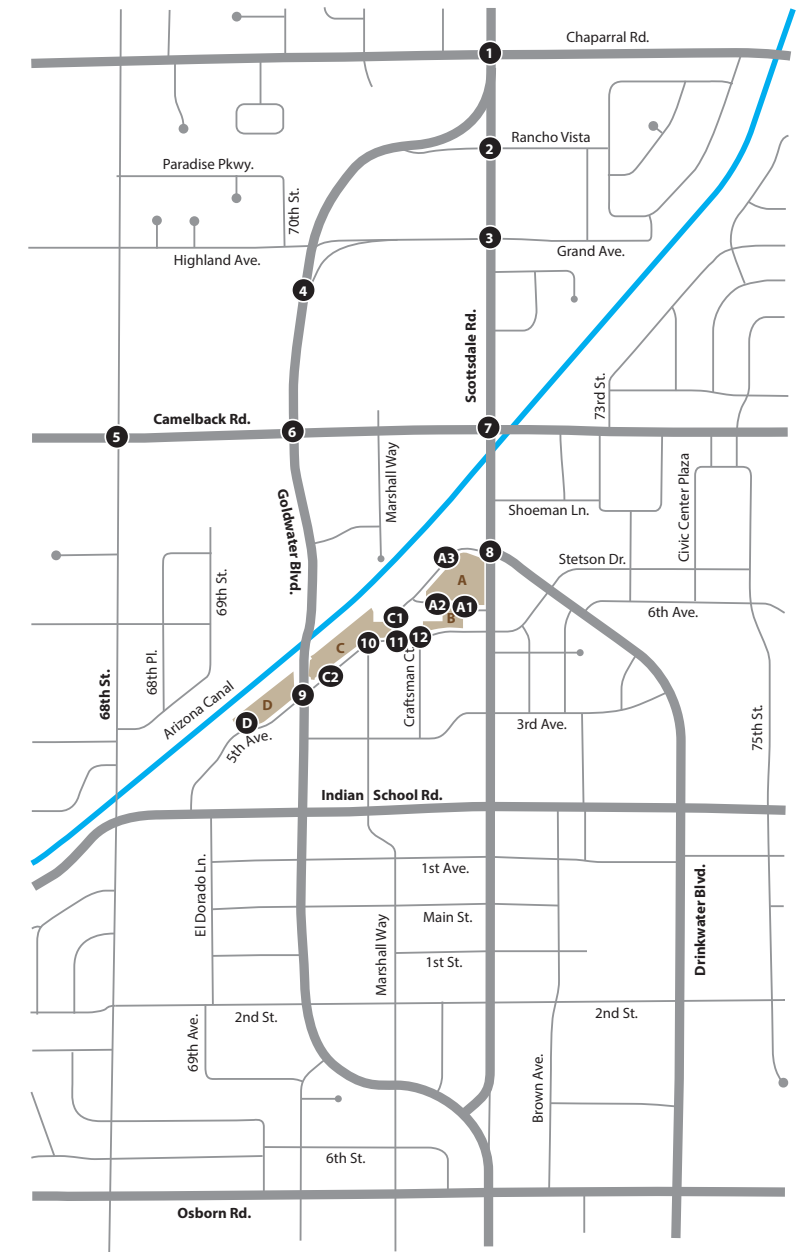 Chaparral Rd.
1
Rancho Vista
2
Paradise Pkwy.
70th St.
3
Grand Ave.
Highland Ave.
4
Scottsdale Rd.
73rd St.
Camelback Rd.
5
6
7
Marshall Way
Civic Center Plaza
Goldwater Blvd.
Shoeman Ln.
8
A3
Stetson Dr.
A
69th St.
A2
A1
6th Ave.
C1
B
10
11
12
C
68th Pl.
C2
Craftsman Ct.
68th St.
Arizona Canal
9
D
D
5th Ave.
3rd Ave.
75th St.
Indian School Rd.
1st Ave.
El Dorado Ln.
Main St.
Drinkwater Blvd.
Marshall Way
1st St.
2nd St.
2nd St.
69th Ave.
Brown Ave.
6th St.
Osborn Rd.